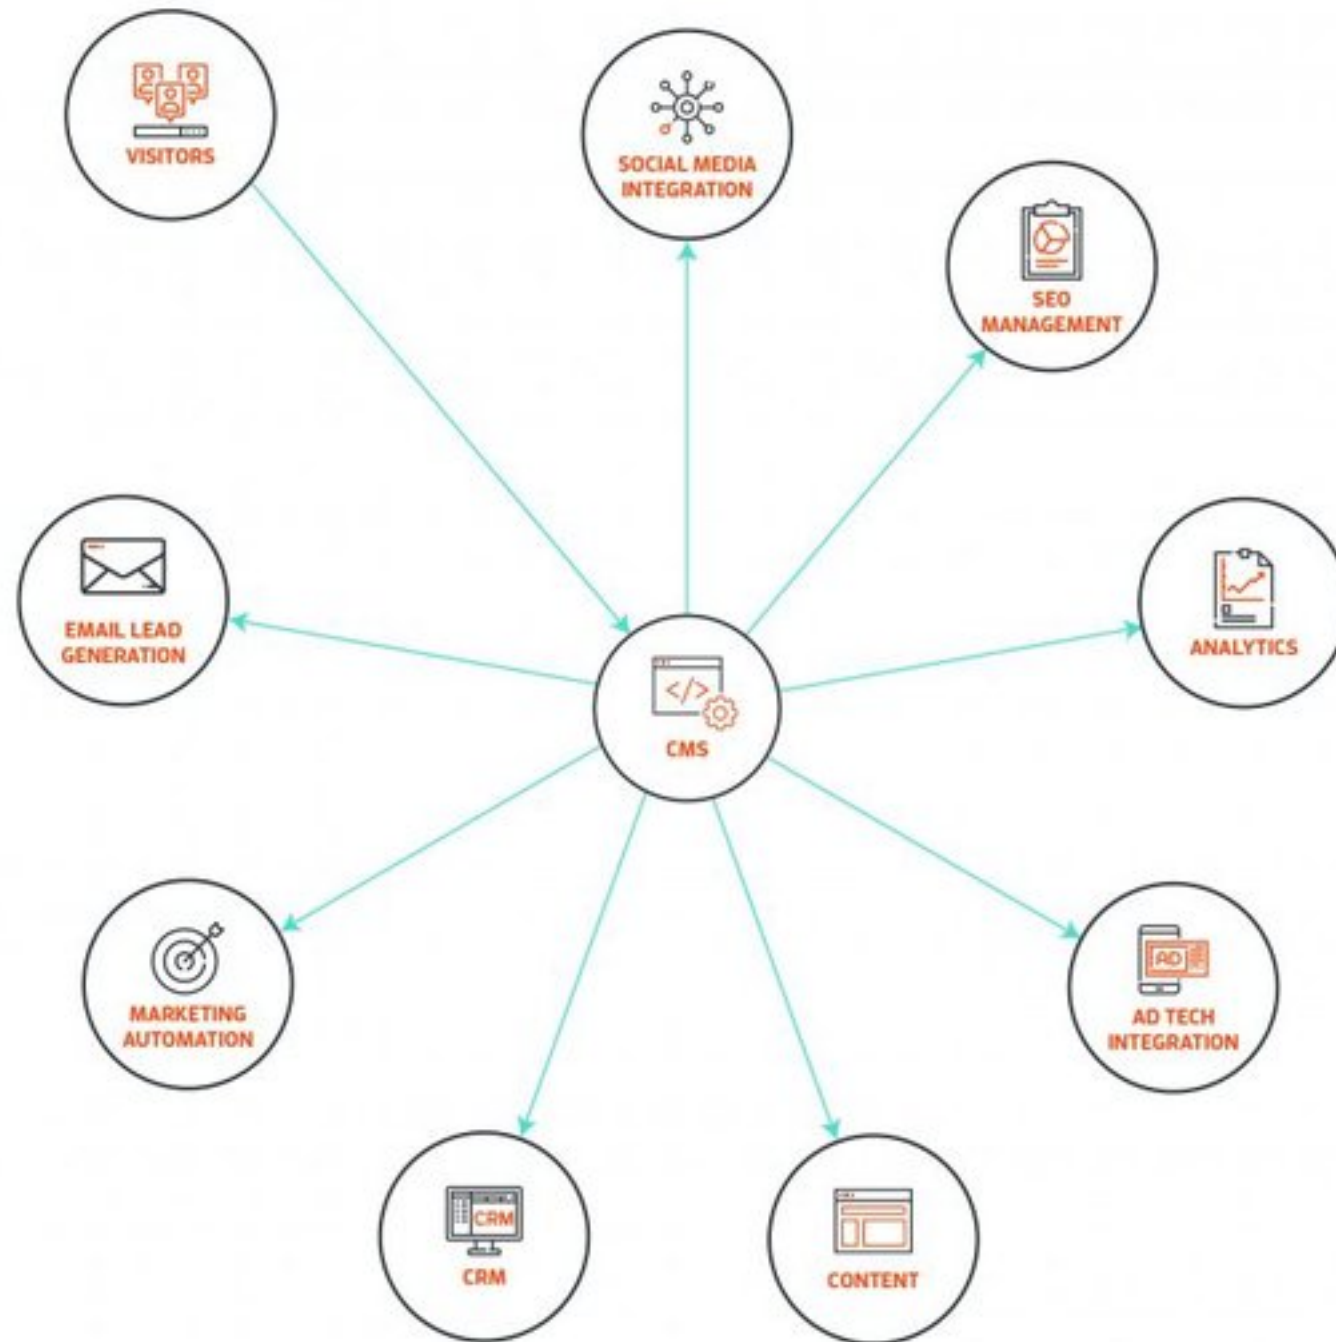 VISITORS
SOCIAL MEDIA
INTEGRATION
SEO
MANAGEMENT
EMAIL LEAD
GENERATION
ANALYTICS
</>
CMS
MARKETING
AUTOMATION
AD
AD TECH
INTEGRATION
CRM
CRM
CONTENT